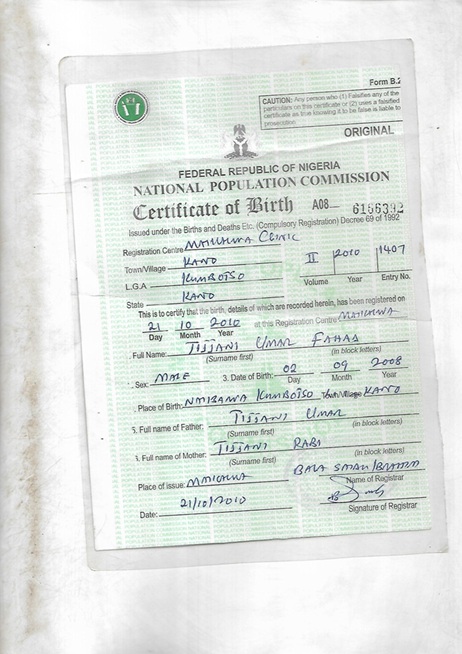 Form B.2
CAUTION: Any person who (1) Falsifies any of the
particulars on this certificate or (2) uses a falsified
certificate as true knowing it to be false is liable to
prosecution.
ORIGINAL
FEDERAL REPUBLIC OF NIGERIA
NATIONAL POPULATION COMMISSION
Certificate of Birth A08 6156392
Issued under the Births and Deaths Etc. (Compulsory Registration) Decree 69 of 1992
Registration Centre CLINIC
Town/Village KANO II 2010 1407
L.G.A KUMBOTSO Volume Year Entry No.
State KANO
This is to certify that the birth, details of which are recorded herein, has been registered on
21 10 2010 at this Registration Centre
Day Month Year
Full Name: TIJJANI UMAR FAHAD
(Surname first) (in block letters)
Sex: MALE 3. Date of Birth: 02 09 2008
Day Month Year
Place of Birth: KUMBOTSO Town/Village KANO
5. Full name of Father: TIJJANI UMAR
(Surname first) (in block letters)
Full name of Mother: TIJJANI RABI
(Surname first) (in block letters)
Place of issue: BALA
Name of Registrar
Date: 21/10/2010
Signature of Registrar